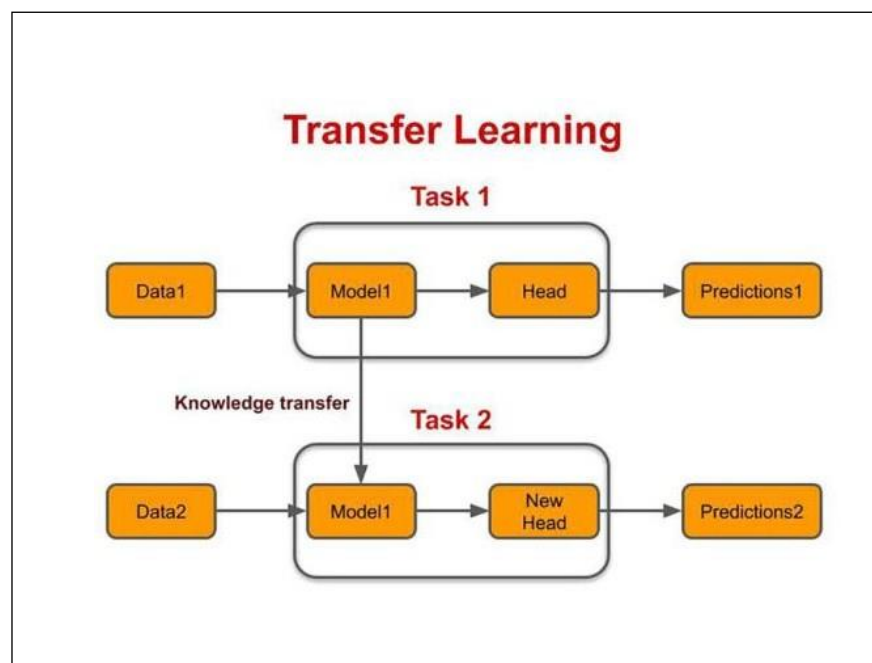 Transfer Learning
Task 1
Data1
Model1
Head
Predictions1
Knowledge transfer
Task 2
Data2
Model1
New
Head
Predictions2